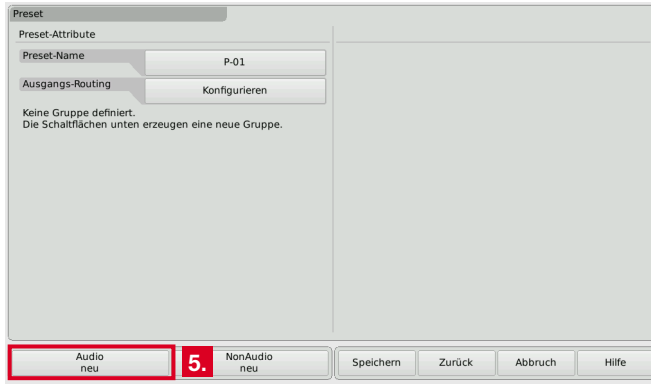 Preset
Preset-Attribute
Preset-Name
P-01
Ausgangs-Routing
Konfigurieren
Keine Gruppe definiert.
Die Schaltflächen unten erzeugen eine neue Gruppe.
Audio
neu
5.
NonAudio
neu
Speichern
Zurück
Abbruch
Hilfe